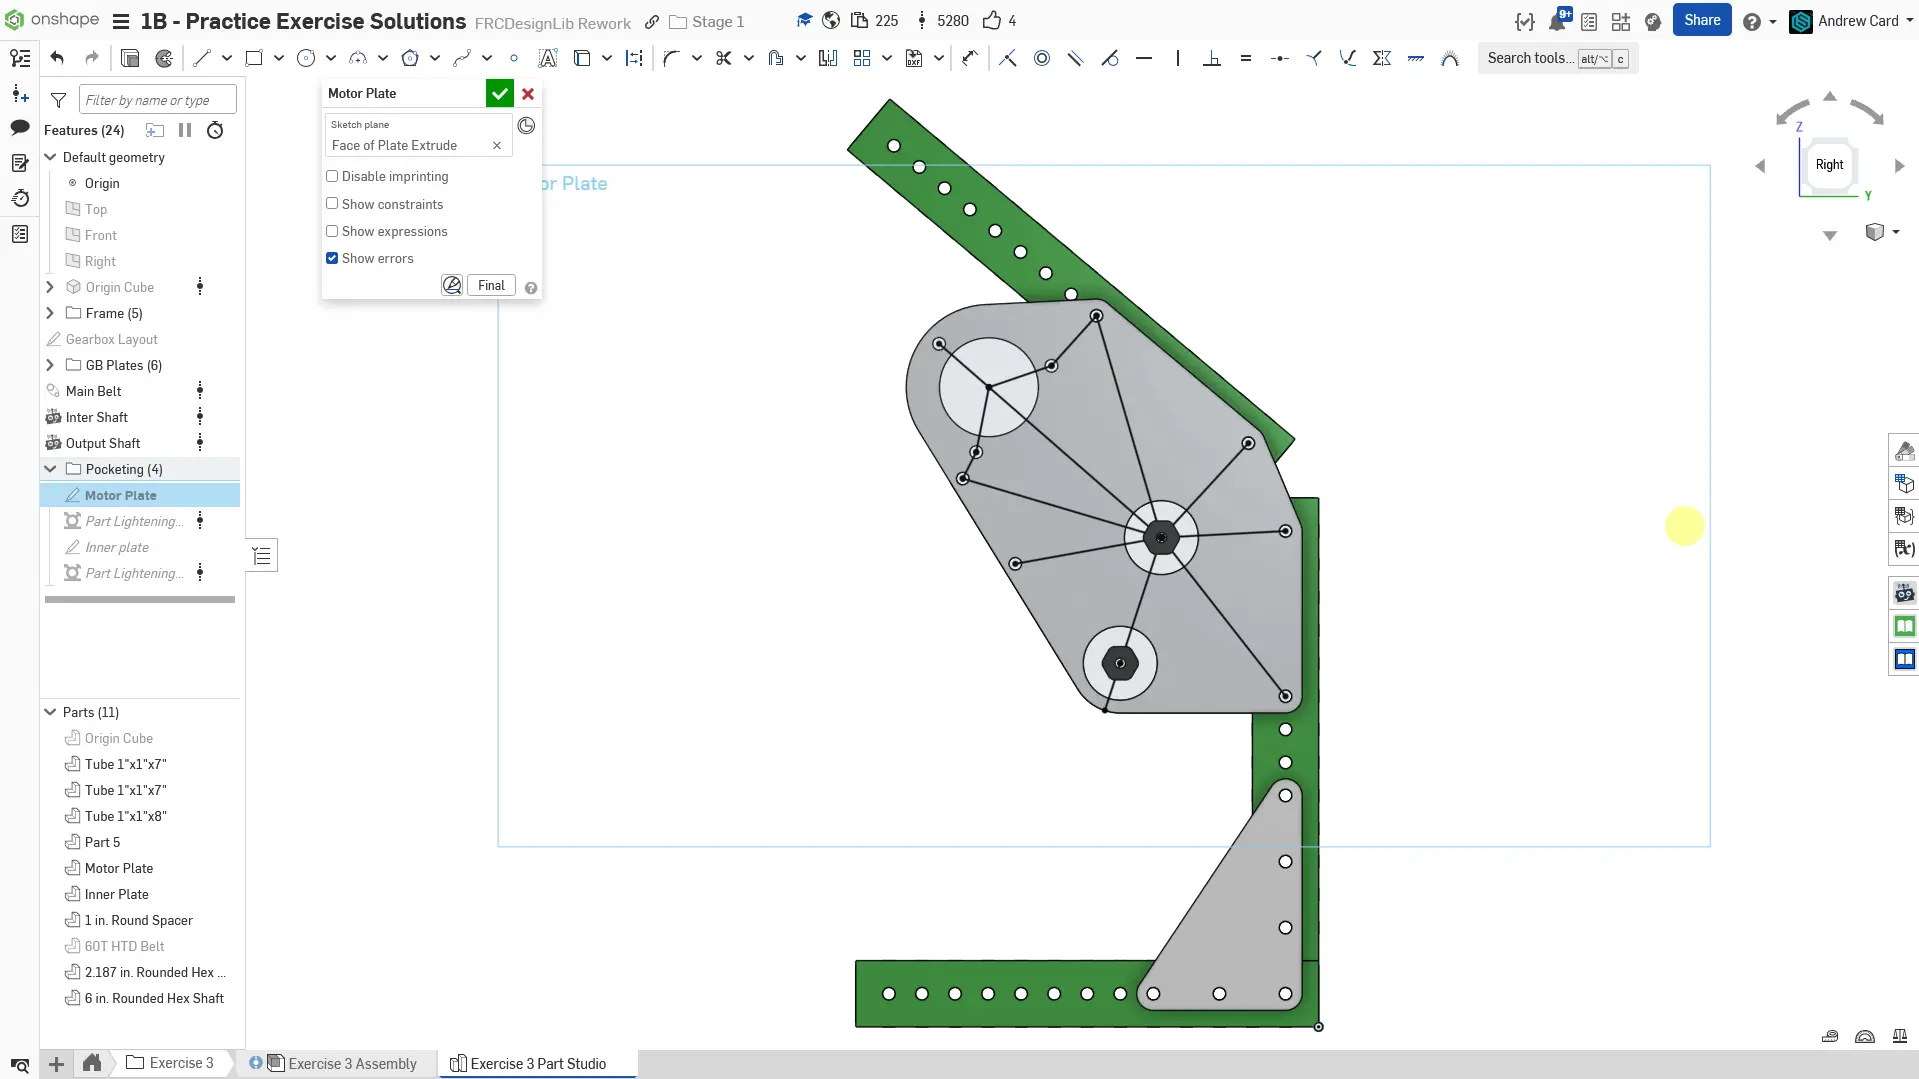 onshape
1B - Practice Exercise Solutions
FRCDesignLib Rework
Stage 1
225
5280
4
9+
Share
Andrew Card
Search tools... alt/⌥ c
Filter by name or type
Features (24)
Default geometry
Origin
Top
Front
Right
Origin Cube
Frame (5)
Gearbox Layout
GB Plates (6)
Main Belt
Inter Shaft
Output Shaft
Pocketing (4)
Motor Plate
Part Lightening...
Inner plate
Part Lightening...
Parts (11)
Origin Cube
Tube 1"x1"x7"
Tube 1"x1"x7"
Tube 1"x1"x8"
Part 5
Motor Plate
Inner Plate
1 in. Round Spacer
60T HTD Belt
2.187 in. Rounded Hex ...
6 in. Rounded Hex Shaft
Motor Plate
Sketch plane
Face of Plate Extrude
Disable imprinting
Show constraints
Show expressions
Show errors
Final
or Plate
Z
Right
Y
Exercise 3
Exercise 3 Assembly
Exercise 3 Part Studio